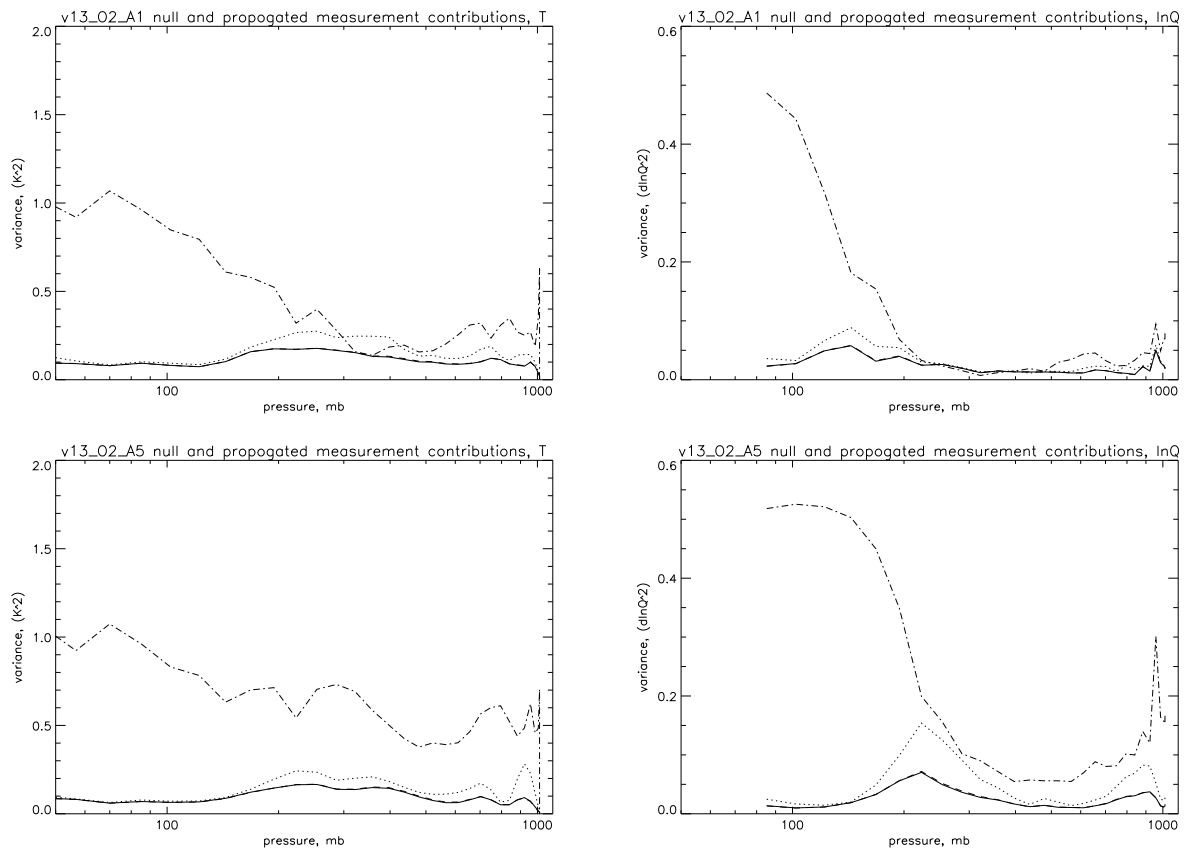 v13_02_A1 null and propogated measurement contributions, T
2.0
1.5
1.0
0.5
0.0
variance, (K^2)
100
1000
pressure, mb
v13_02_A1 null and propogated measurement contributions, lnQ
0.6
0.4
0.2
0.0
variance, (dlnQ^2)
100
1000
pressure, mb
v13_02_A5 null and propogated measurement contributions, T
2.0
1.5
1.0
0.5
0.0
variance, (K^2)
100
1000
pressure, mb
v13_02_A5 null and propogated measurement contributions, lnQ
0.6
0.4
0.2
0.0
variance, (dlnQ^2)
100
1000
pressure, mb